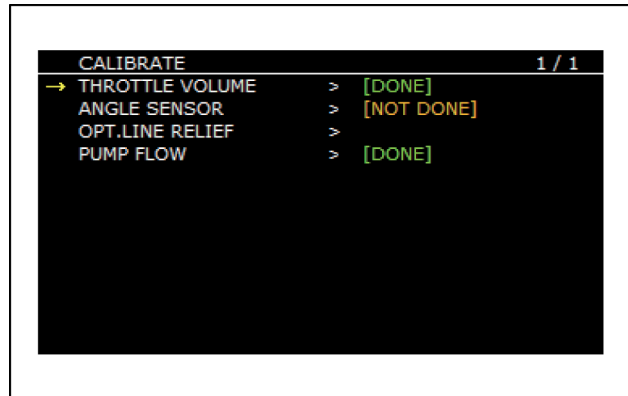 CALIBRATE 1 / 1
→ THROTTLE VOLUME > [DONE]
ANGLE SENSOR > [NOT DONE]
OPT.LINE RELIEF >
PUMP FLOW > [DONE]